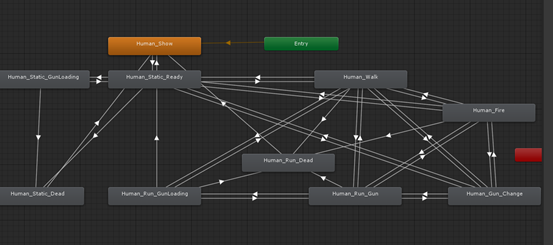 Human_Show
Entry
Human_Static_GunLoading
Human_Static_Ready
Human_Walk
Human_Fire
Human_Run_Dead
Human_Static_Dead
Human_Run_GunLoading
Human_Run_Gun
Human_Gun_Change